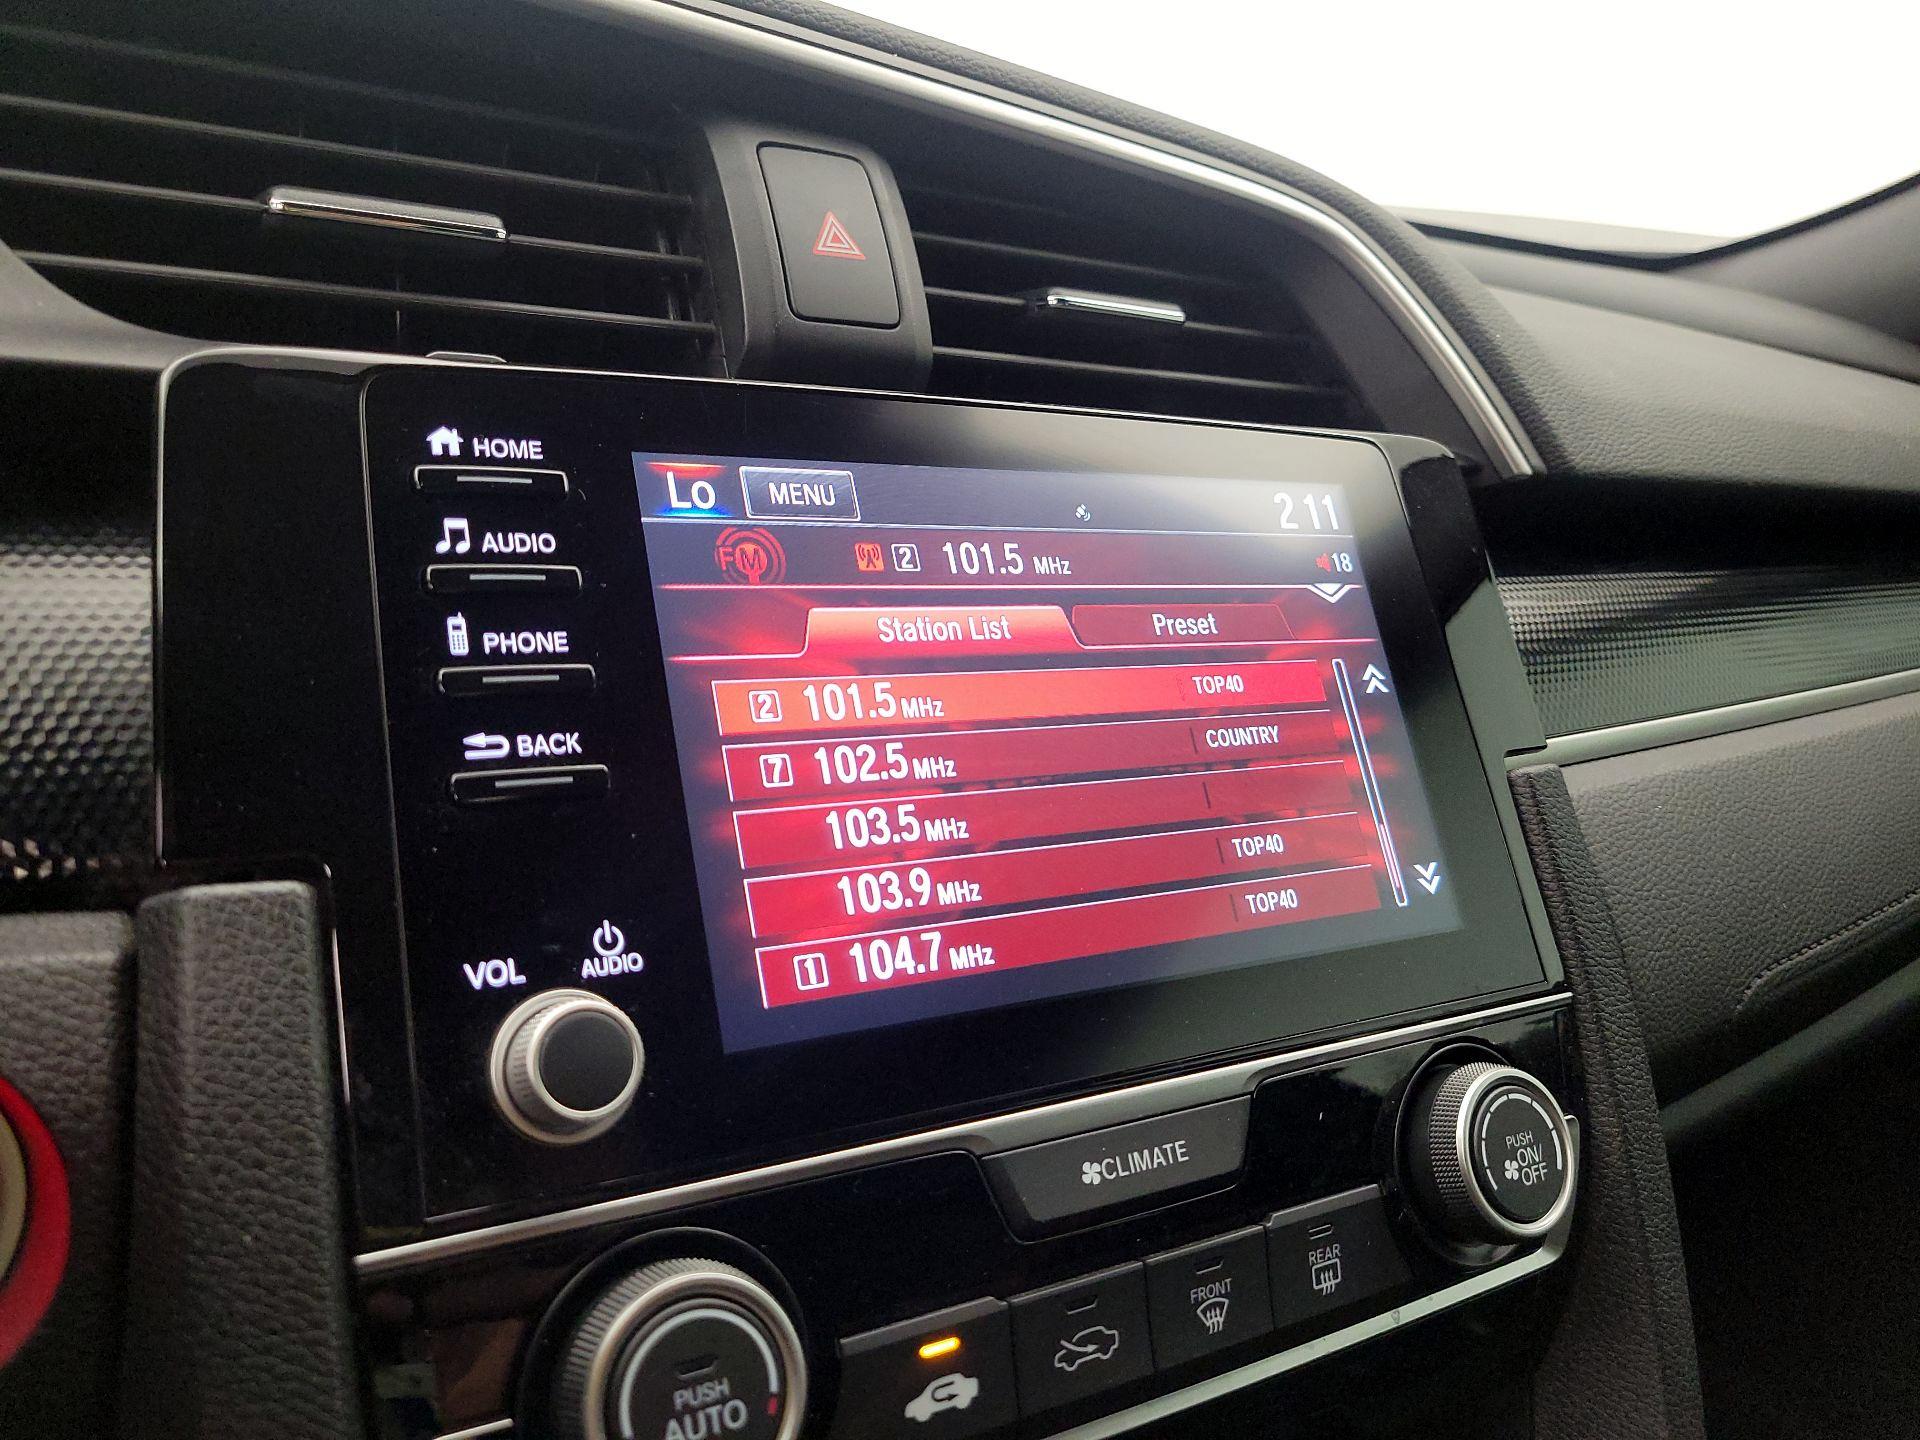 HOME
AUDIO
PHONE
BACK
VOL
AUDIO
Lo
MENU
2 11
FM
2 101.5 MHz
18
Station List
Preset
2 101.5 MHz TOP40
7 102.5 MHz COUNTRY
103.5 MHz
103.9 MHz TOP40
1 104.7 MHz TOP40
CLIMATE
PUSH
ON/
OFF
FRONT
REAR
PUSH
AUTO